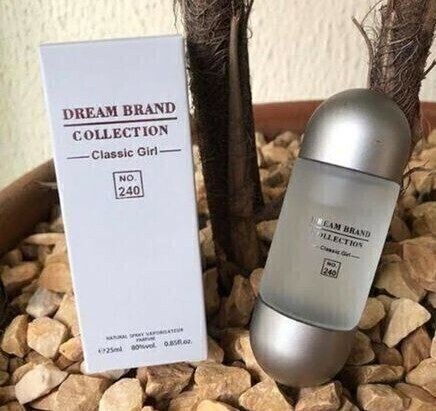 DREAM BRAND
COLLECTION
Classic Girl
NO.
240
NATURAL SPRAY VAPORISATEUR
PARFUM
℮25ml 80%vol. 0.85fl.oz
DREAM BRAND
COLLECTION
Classic Girl
NO.
240